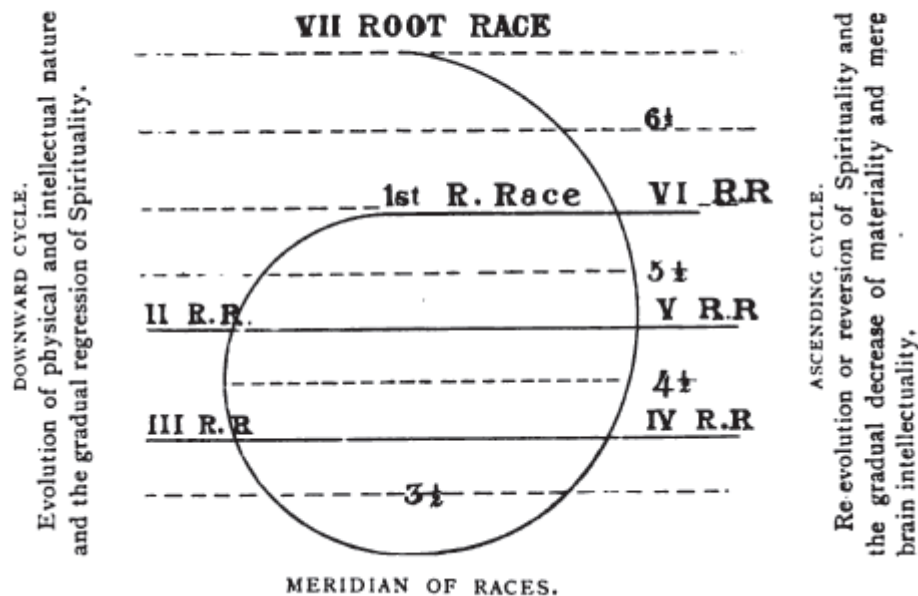 VII ROOT RACE
DOWNWARD CYCLE.
Evolution of physical and intellectual nature
and the gradual regression of Spirituality.
6½
1st R. Race VI R.R
5½
II R.R. V R.R
4½
III R.R IV R.R
3½
MERIDIAN OF RACES.
ASCENDING CYCLE.
Re-evolution or reversion of Spirituality and
the gradual decrease of materiality and mere
brain intellectuality.